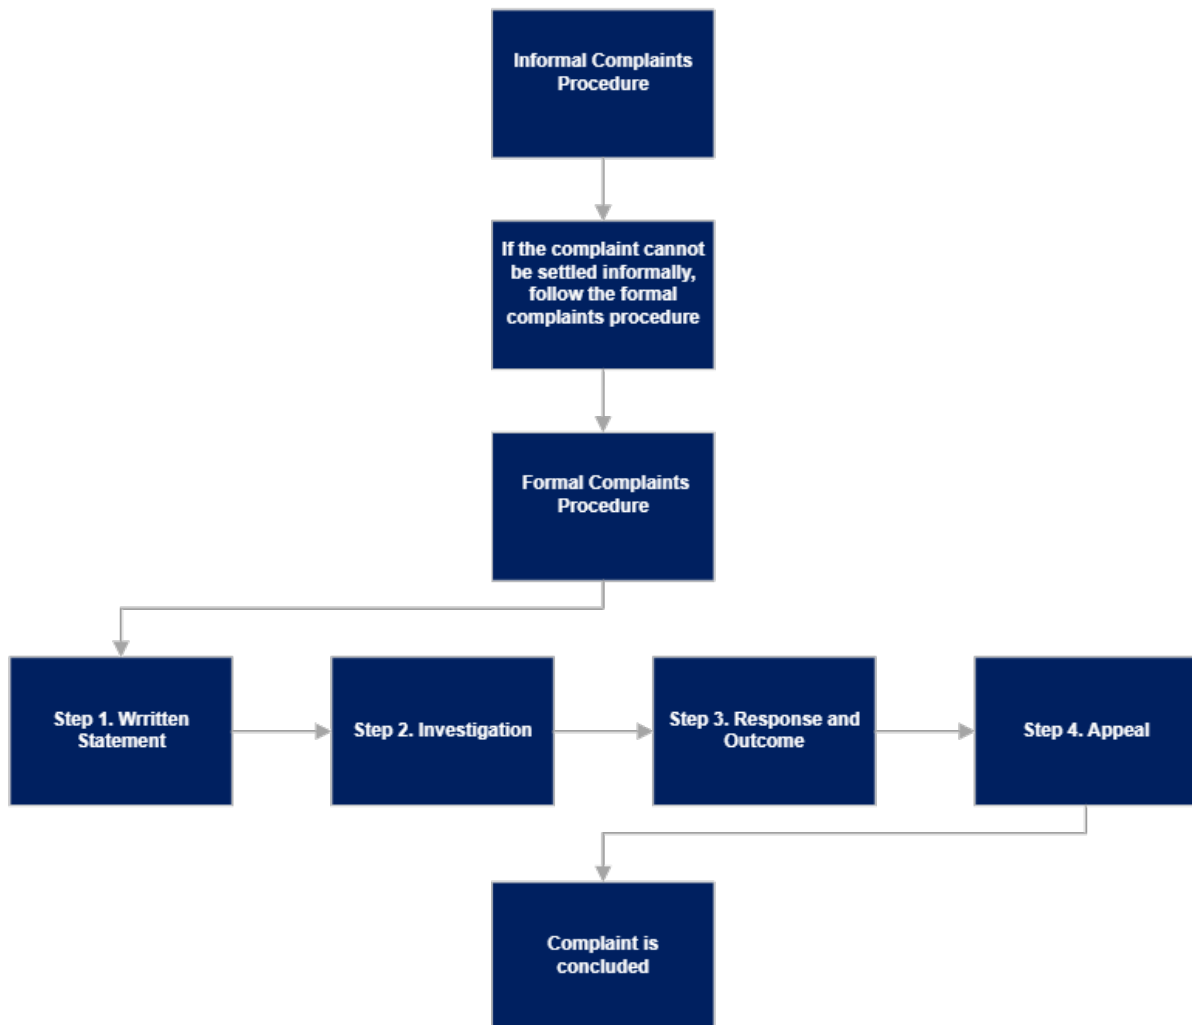 Informal Complaints
Procedure
If the complaint cannot
be settled informally,
follow the formal
complaints procedure
Formal Complaints
Procedure
Step 1. Wrritten
Statement
Step 2. Investigation
Step 3. Response and
Outcome
Step 4. Appeal
Complaint is
concluded